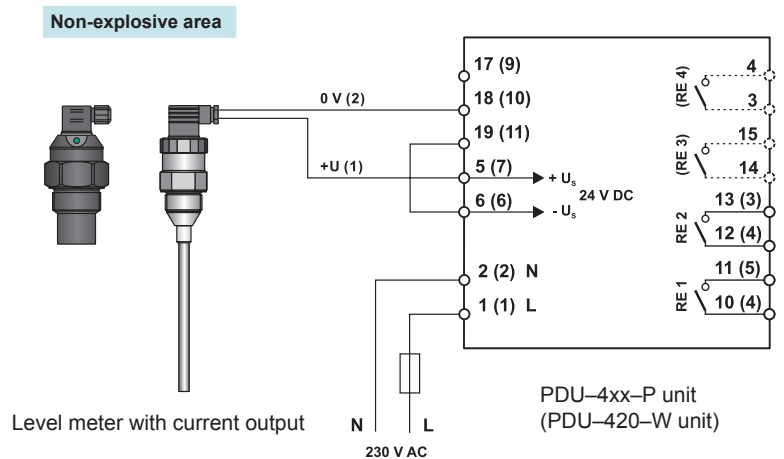 Non-explosive area
17 (9)
0 V (2)
18 (10)
19 (11)
+U (1)
5 (7)
+ Us
24 V DC
6 (6)
- Us
2 (2) N
1 (1) L
(RE 4)
4
3
(RE 3)
15
14
RE 2
13 (3)
12 (4)
RE 1
11 (5)
10 (4)
Level meter with current output
N
L
230 V AC
PDU–4xx–P unit
(PDU–420–W unit)